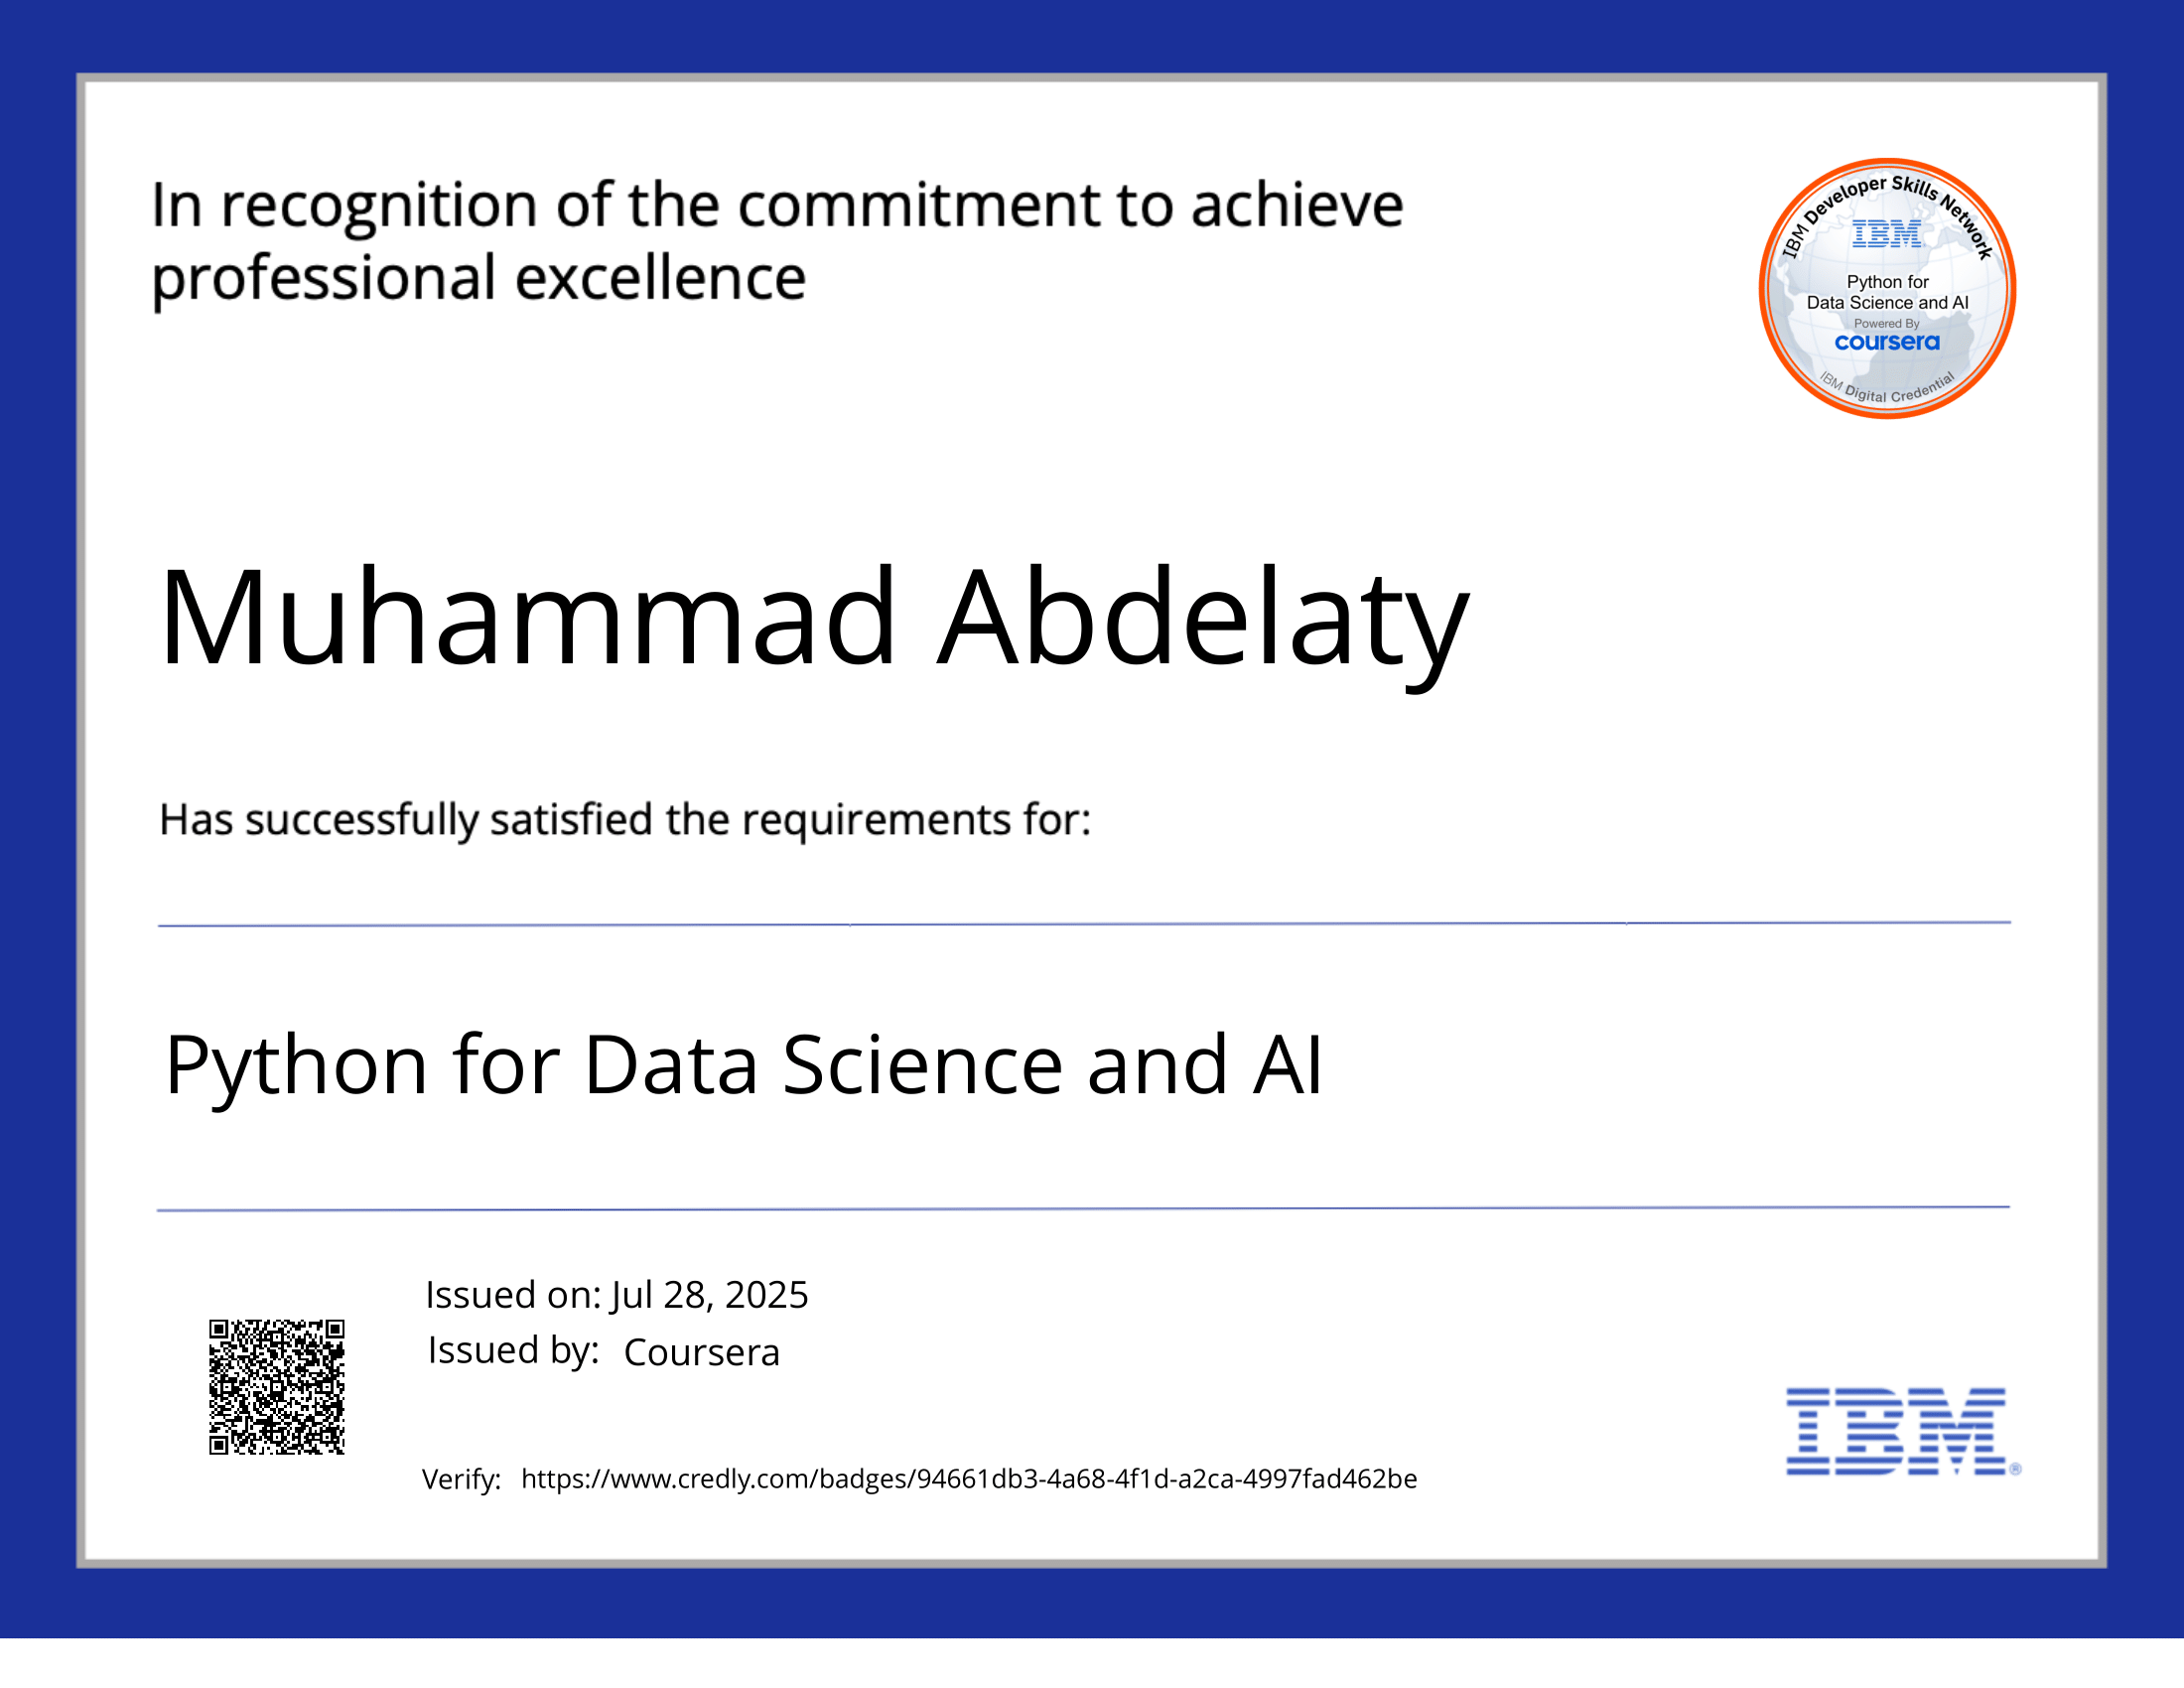 In recognition of the commitment to achieve
professional excellence
IBM Developer Skills Network
IBM
Python for
Data Science and AI
Powered By
coursera
IBM Digital Credential
Muhammad Abdelaty
Has successfully satisfied the requirements for:
Python for Data Science and AI
Issued on: Jul 28, 2025
Issued by: Coursera
Verify: https://www.credly.com/badges/94661db3-4a68-4f1d-a2ca-4997fad462be
IBM®